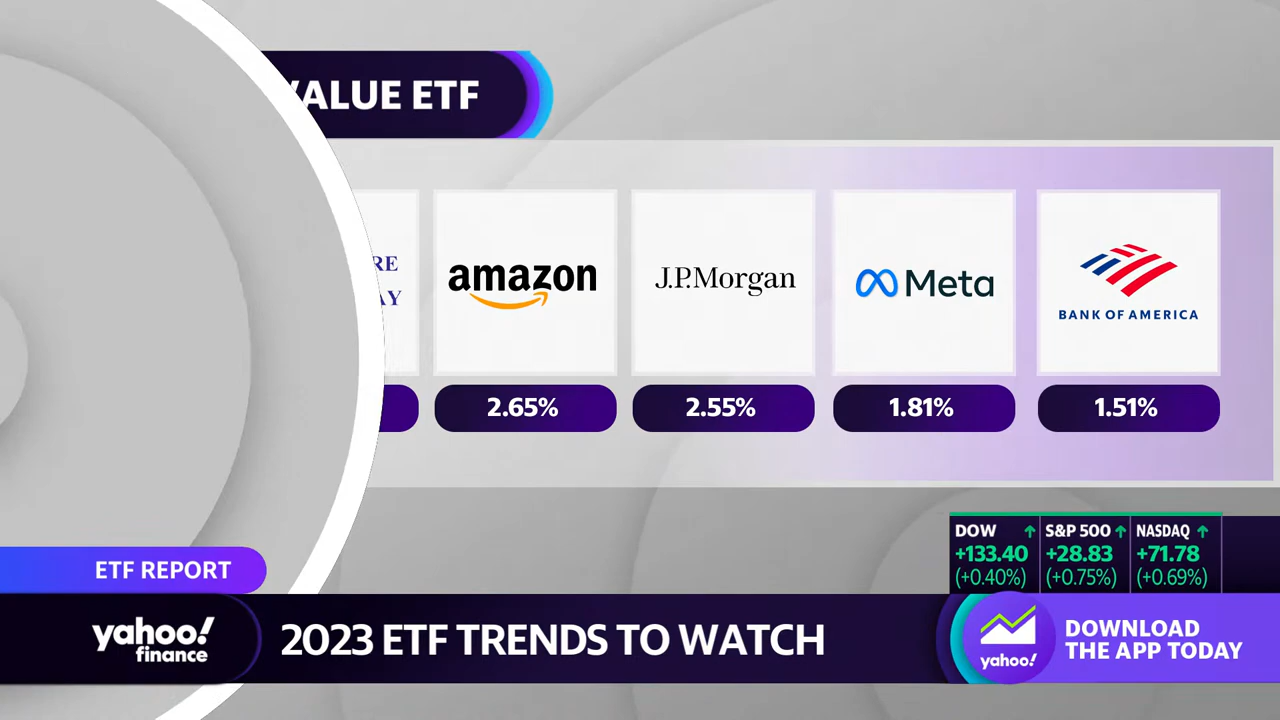 VALUE ETF
RE
AY
amazon
J.P.Morgan
Meta
BANK OF AMERICA
2.65%
2.55%
1.81%
1.51%
DOW
+133.40
(+0.40%)
S&P 500
+28.83
(+0.75%)
NASDAQ
+71.78
(+0.69%)
ETF REPORT
yahoo!
finance
2023 ETF TRENDS TO WATCH
yahoo!
DOWNLOAD
THE APP TODAY